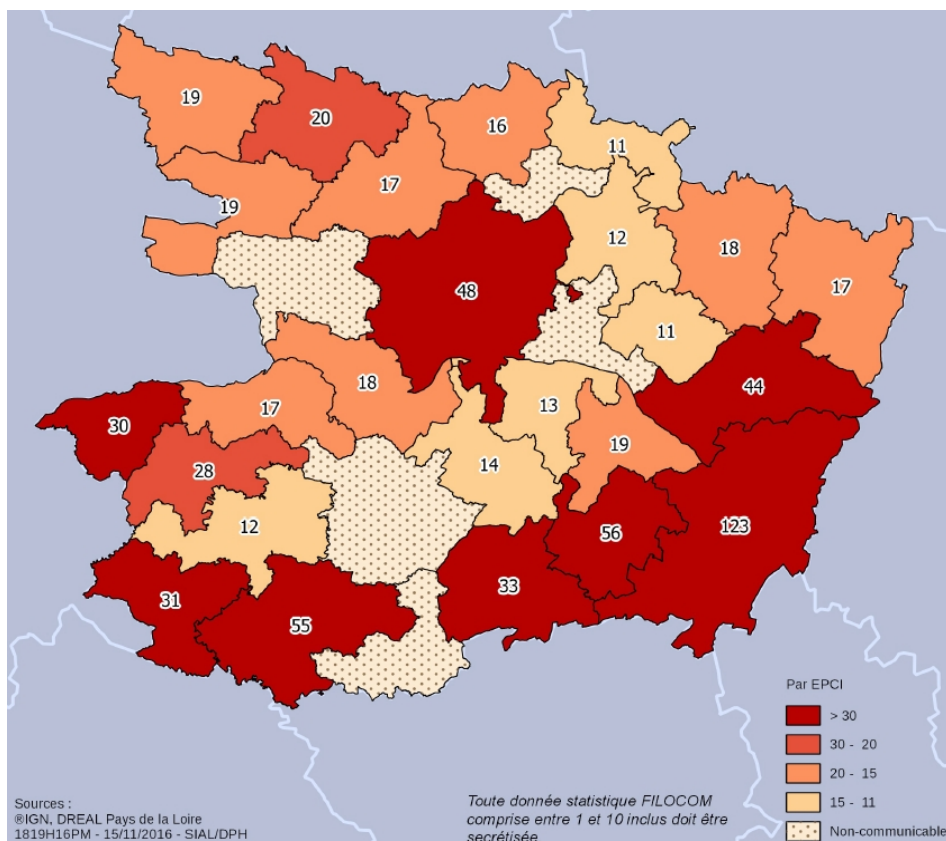 19
20
16
11
17
19
12
18
17
48
11
44
18
17
13
30
19
28
14
12
56
123
31
33
55
Par EPCI
> 30
30 - 20
20 - 15
15 - 11
Non-communicable
Sources :
®IGN, DREAL Pays de la Loire
1819H16PM - 15/11/2016 - SIAL/DPH
Toute donnée statistique FILOCOM
comprise entre 1 et 10 inclus doit être
secrétisée